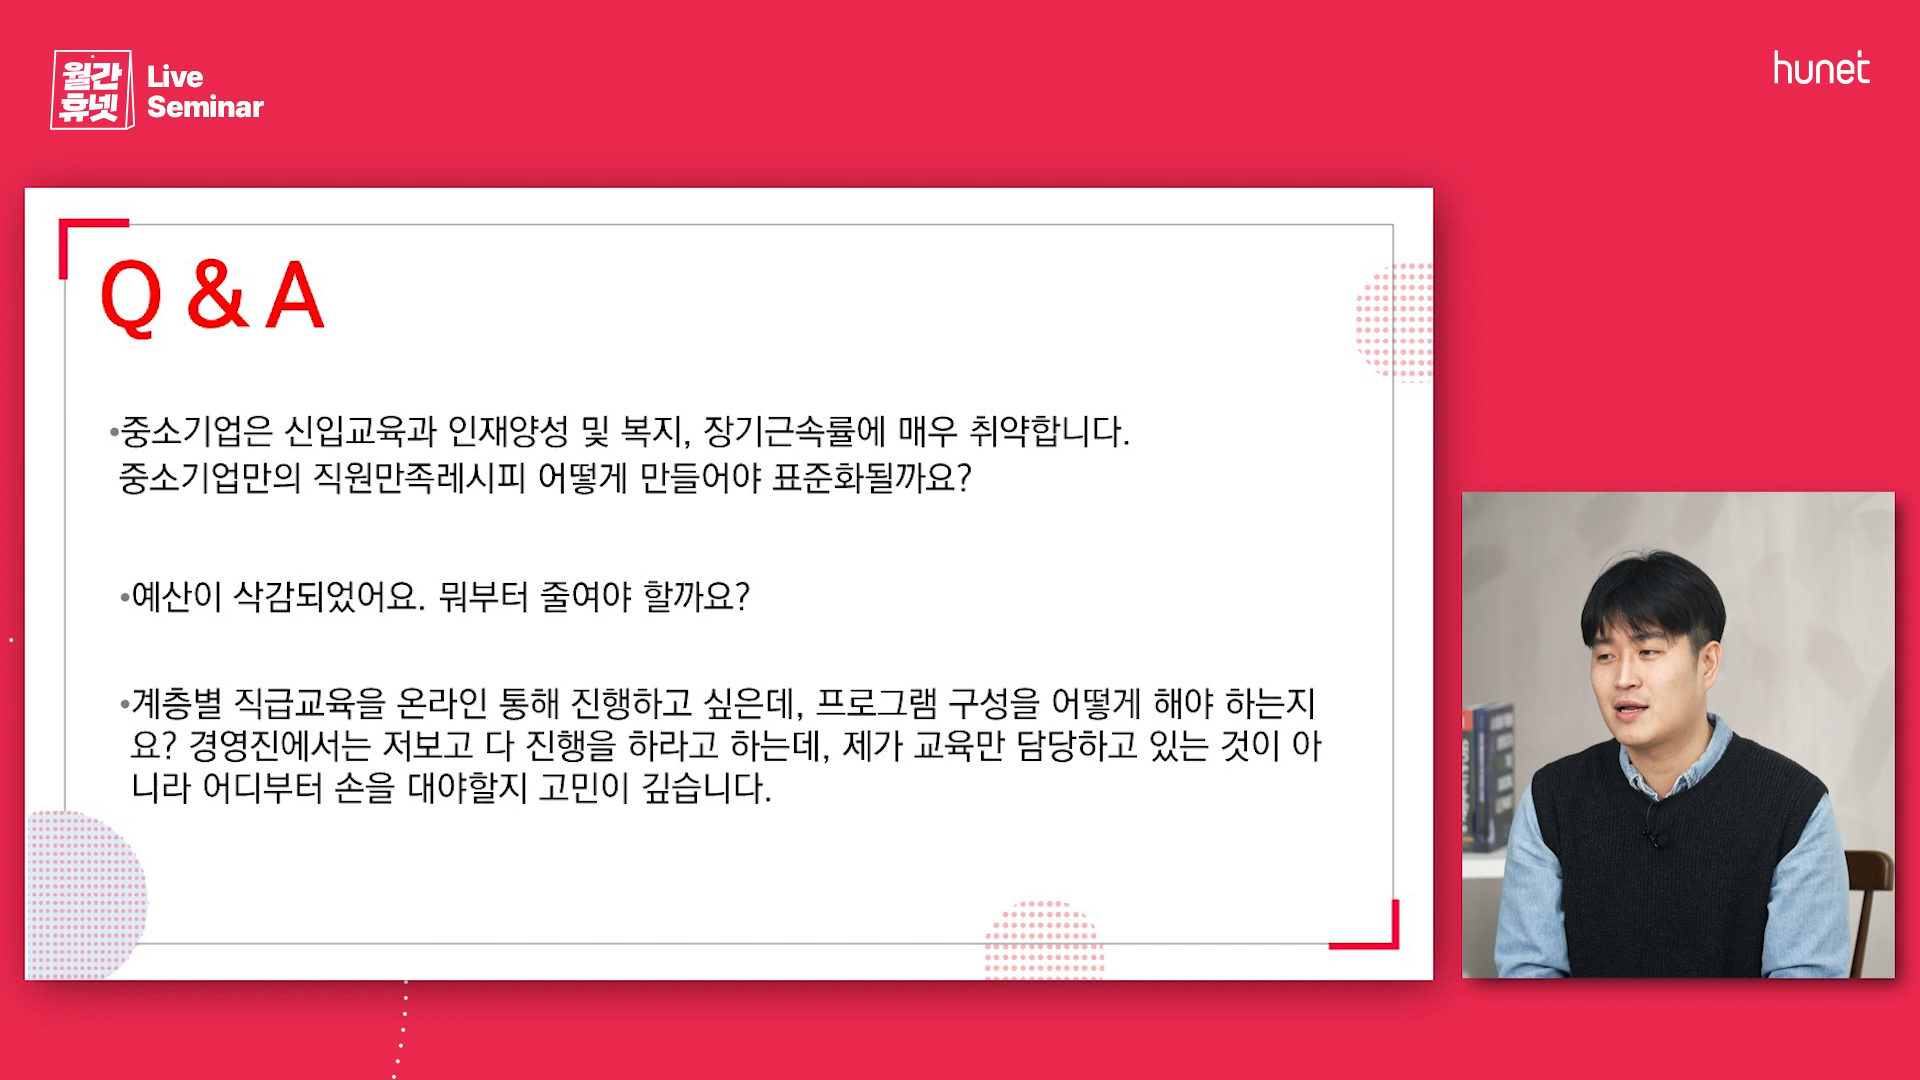 월간
휴넷
Live
Seminar
hunet
Q & A
•중소기업은 신입교육과 인재양성 및 복지, 장기근속률에 매우 취약합니다.
중소기업만의 직원만족레시피 어떻게 만들어야 표준화될까요?
•예산이 삭감되었어요. 뭐부터 줄여야 할까요?
•계층별 직급교육을 온라인 통해 진행하고 싶은데, 프로그램 구성을 어떻게 해야 하는지
요? 경영진에서는 저보고 다 진행을 하라고 하는데, 제가 교육만 담당하고 있는 것이 아
니라 어디부터 손을 대야할지 고민이 깊습니다.